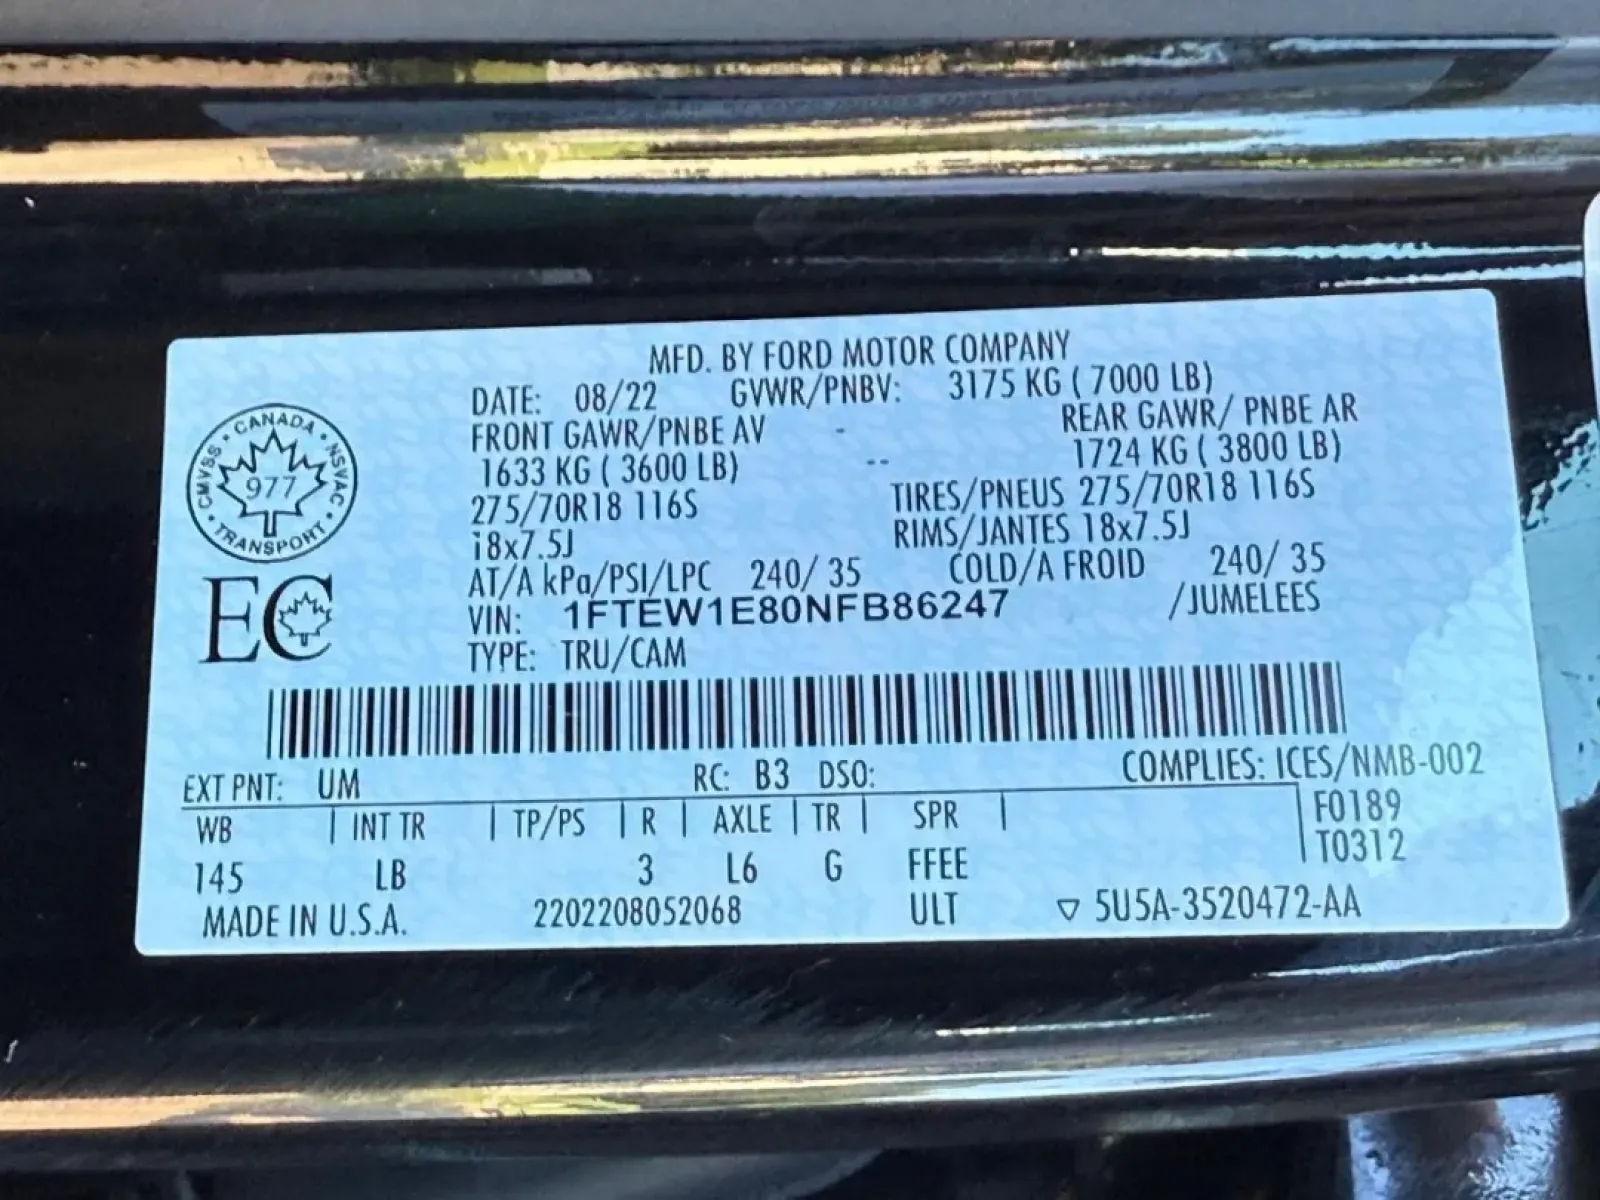 MFD. BY FORD MOTOR COMPANY
DATE: 08/22 GVWR/PNBV: 3175 KG ( 7000 LB)
FRONT GAWR/PNBE AV - REAR GAWR/ PNBE AR
1633 KG ( 3600 LB) -- 1724 KG ( 3800 LB)
275/70R18 116S TIRES/PNEUS 275/70R18 116S
18x7.5J RIMS/JANTES 18x7.5J
AT/A kPa/PSI/LPC 240/ 35 COLD/A FROID 240/ 35
VIN: 1FTEW1E80NFB86247 /JUMELEES
TYPE: TRU/CAM
CANADA
CMVSS • NSVAC
977
TRANSPORT
EC
EXT PNT: UM RC: B3 DSO: COMPLIES: ICES/NMB-002
WB | INT TR | TP/PS | R | AXLE | TR | SPR | F0189
T0312
145 LB 3 L6 G FFEE
MADE IN U.S.A. 2202208052068 ULT ▽ 5U5A-3520472-AA